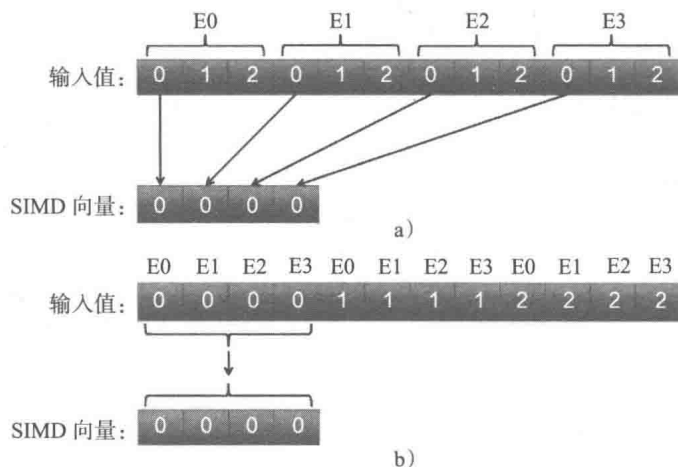 E0 E1 E2 E3
输入值： 0 1 2 0 1 2 0 1 2 0 1 2
SIMD 向量： 0 0 0 0
a）
E0 E1 E2 E3 E0 E1 E2 E3 E0 E1 E2 E3
输入值： 0 0 0 0 1 1 1 1 2 2 2 2
SIMD 向量： 0 0 0 0
b）